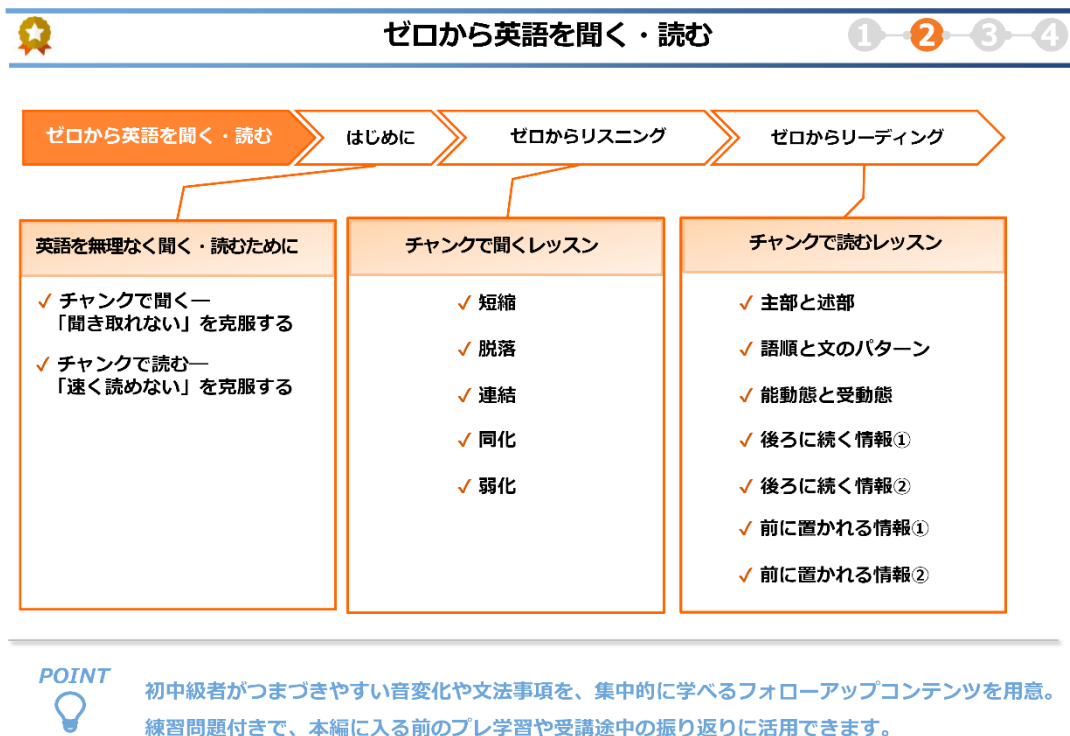 ゼロから英語を聞く・読む
1 2 3 4
ゼロから英語を聞く・読む
はじめに
ゼロからリスニング
ゼロからリーディング
英語を無理なく聞く・読むために
✓ チャンクで聞く―
「聞き取れない」を克服する
✓ チャンクで読む―
「速く読めない」を克服する
チャンクで聞くレッスン
✓ 短縮
✓ 脱落
✓ 連結
✓ 同化
✓ 弱化
チャンクで読むレッスン
✓ 主部と述部
✓ 語順と文のパターン
✓ 能動態と受動態
✓ 後ろに続く情報①
✓ 後ろに続く情報②
✓ 前に置かれる情報①
✓ 前に置かれる情報②
POINT
初中級者がつまづきやすい音変化や文法事項を、集中的に学べるフォローアップコンテンツを用意。
練習問題付きで、本編に入る前のプレ学習や受講途中の振り返りに活用できます。